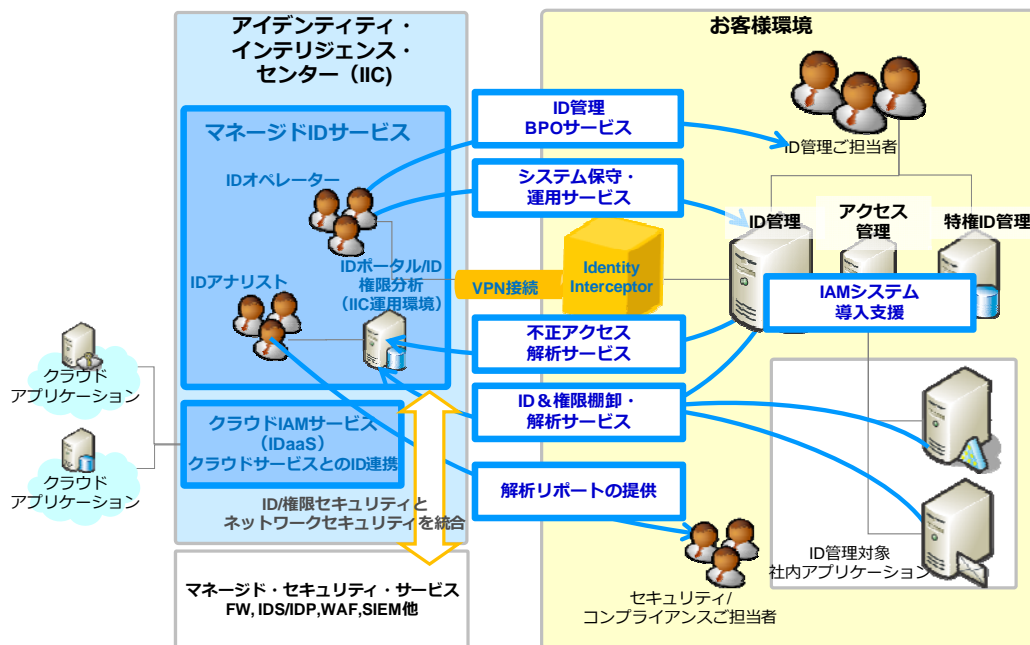 アイデンティティ・
インテリジェンス・
センター（IIC)
マネージドIDサービス
IDオペレーター
IDポータル/ID
権限分析
（IIC運用環境）
IDアナリスト
クラウド
アプリケーション
クラウド
アプリケーション
クラウドIAMサービス
（IDaaS）
クラウドサービスとのID連携
ID/権限セキュリティと
ネットワークセキュリティを統合
マネージド・セキュリティ・サービス
FW, IDS/IDP,WAF,SIEM他
ID管理
BPOサービス
システム保守・
運用サービス
VPN接続
Identity
Interceptor
不正アクセス
解析サービス
ID＆権限棚卸・
解析サービス
解析リポートの提供
お客様環境
ID管理ご担当者
ID管理
アクセス
管理
特権ID管理
IAMシステム
導入支援
ID管理対象
社内アプリケーション
セキュリティ/
コンプライアンスご担当者